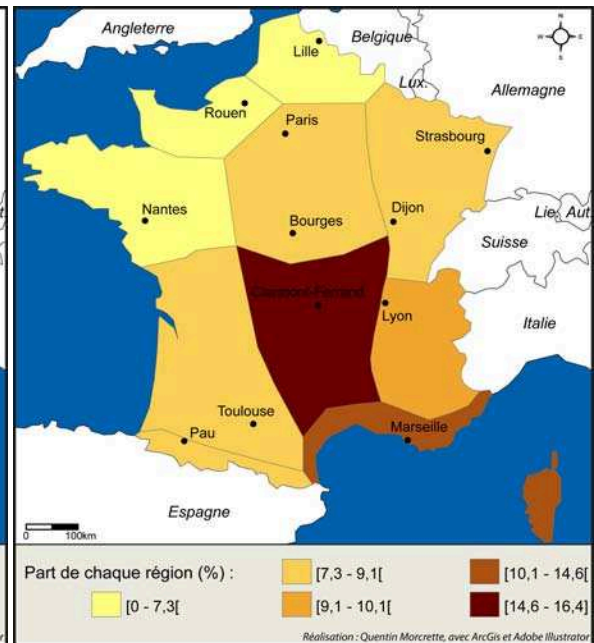 Angleterre
Belgique
Lille
N
W
E
S
Lux.
Allemagne
Rouen
Paris
Strasbourg
Nantes
Bourges
Dijon
Lie.
Aut.
Suisse
Clermont-Ferrand
Lyon
Italie
Toulouse
Marseille
Pau
Espagne
0
100km
Part de chaque région (%) :
[0 - 7,3[
[7,3 - 9,1[
[9,1 - 10,1[
[10,1 - 14,6[
[14,6 - 16,4]
Réalisation : Quentin Morcrette, avec ArcGis et Adobe Illustrator